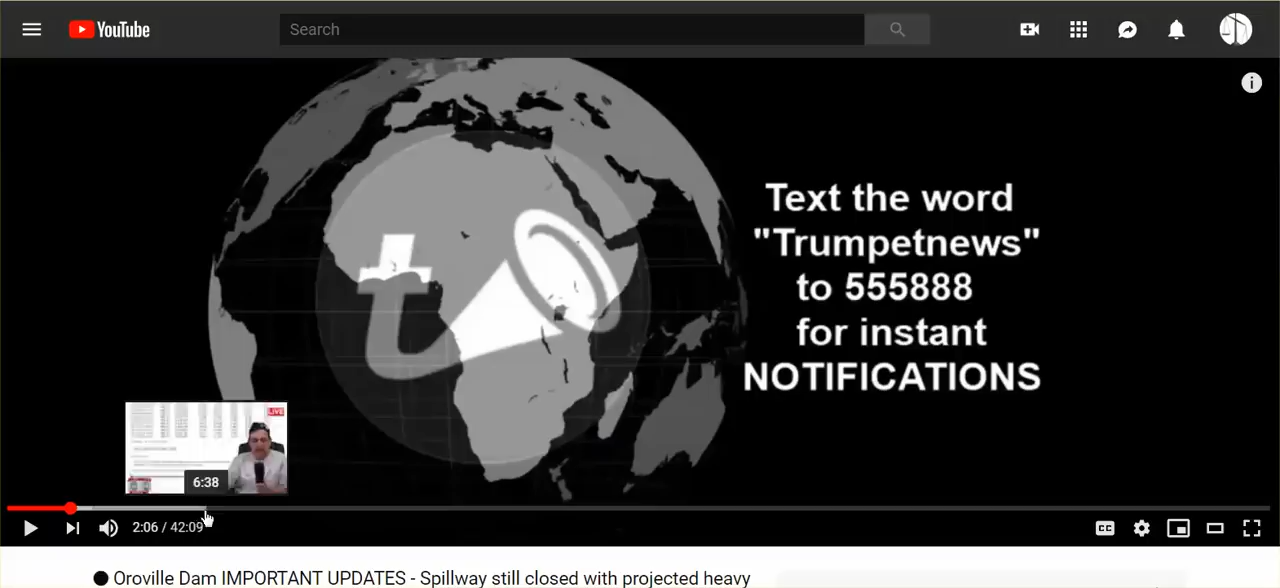 YouTube
Search
Text the word
"Trumpetnews"
to 555888
for instant
NOTIFICATIONS
t
LIVE
6:38
2:06 / 42:09
CC
Oroville Dam IMPORTANT UPDATES - Spillway still closed with projected heavy